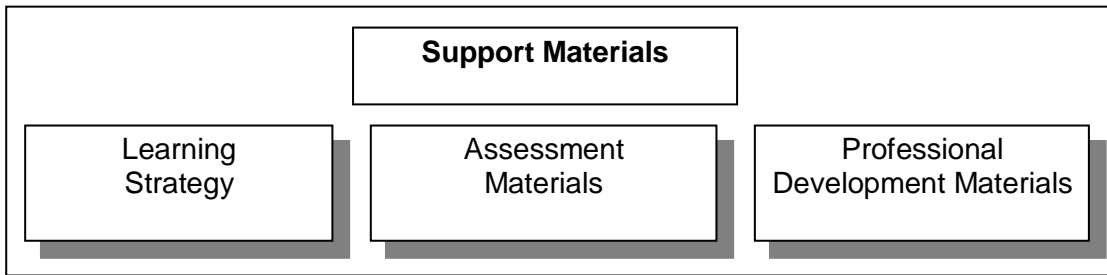 Support Materials
Learning
Strategy
Assessment
Materials
Professional
Development Materials